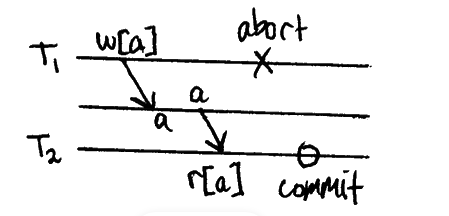 abort
w[a]
T₁
a
a
T₂
r[a]
commit